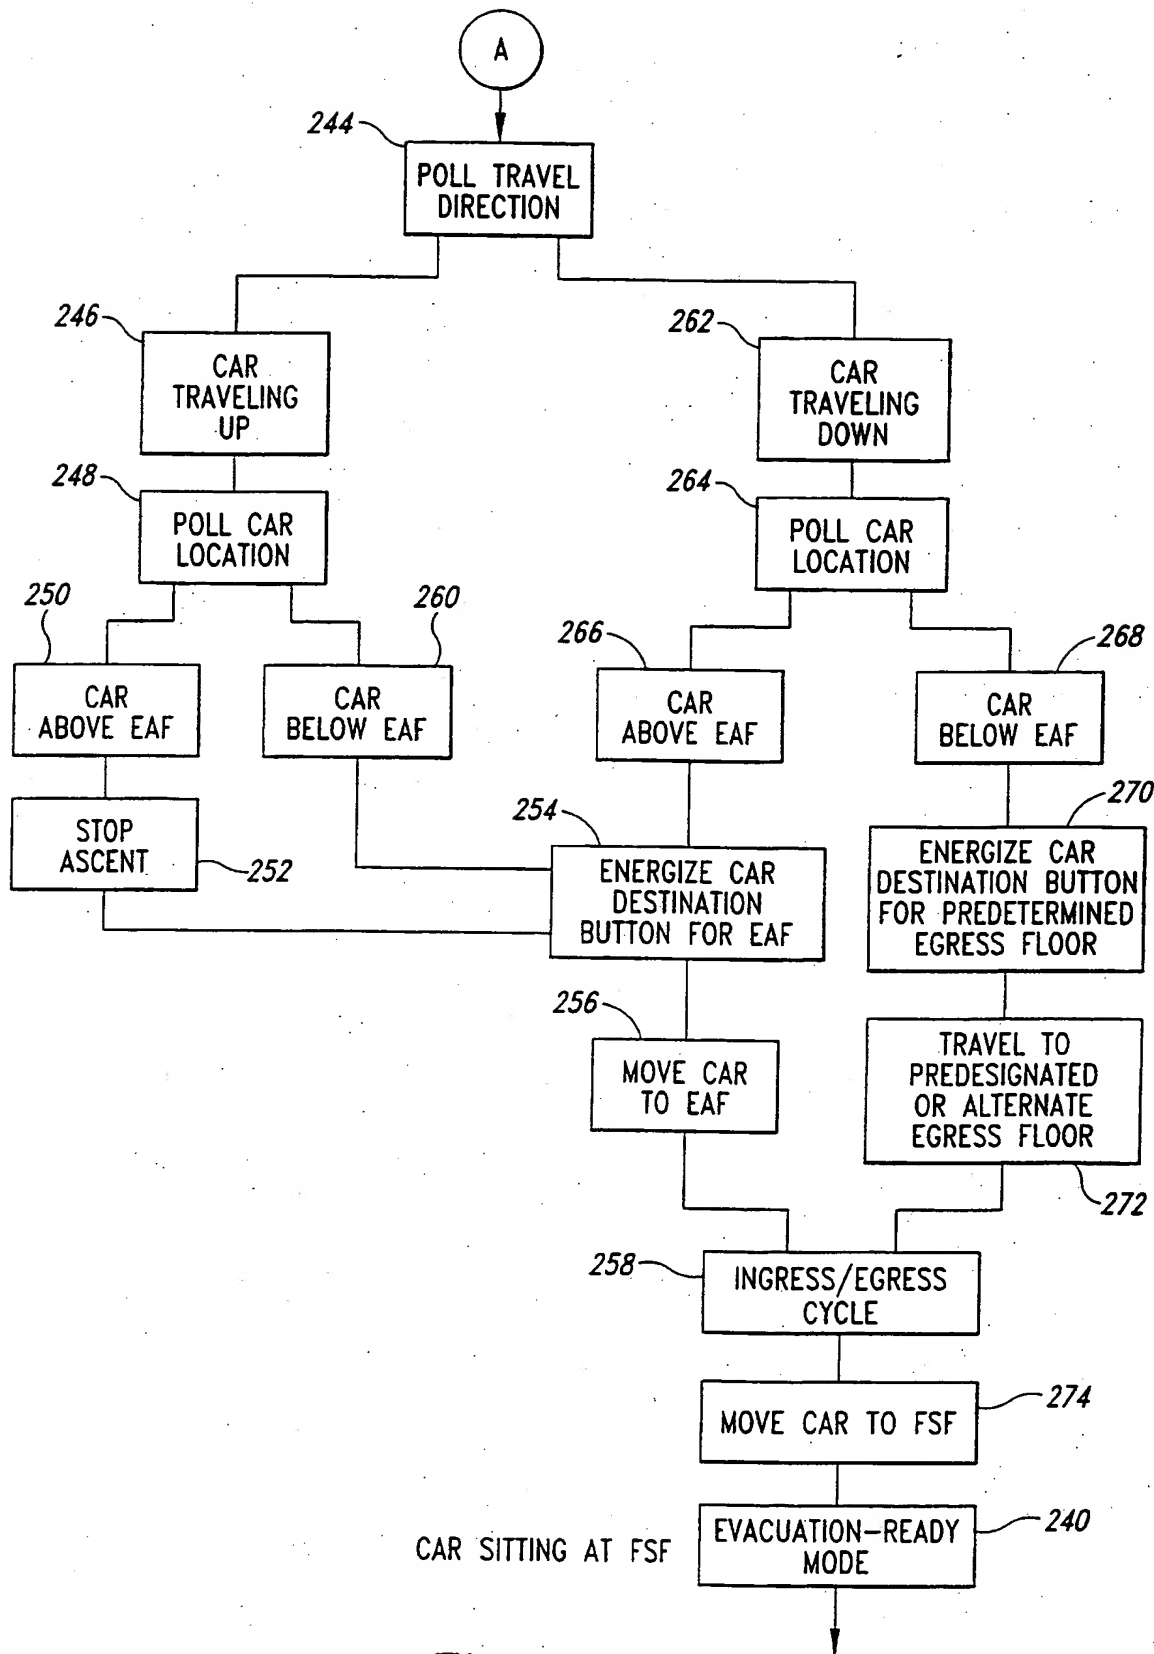 A
244
POLL TRAVEL
DIRECTION
246
CAR
TRAVELING
UP
262
CAR
TRAVELING
DOWN
248
POLL CAR
LOCATION
264
POLL CAR
LOCATION
250
CAR
ABOVE EAF
260
CAR
BELOW EAF
266
CAR
ABOVE EAF
268
CAR
BELOW EAF
STOP
ASCENT
252
254
ENERGIZE CAR
DESTINATION
BUTTON FOR EAF
270
ENERGIZE CAR
DESTINATION BUTTON
FOR PREDETERMINED
EGRESS FLOOR
256
MOVE CAR
TO EAF
TRAVEL TO
PREDESIGNATED
OR ALTERNATE
EGRESS FLOOR
272
258
INGRESS/EGRESS
CYCLE
MOVE CAR TO FSF
274
CAR SITTING AT FSF
EVACUATION-READY
MODE
240